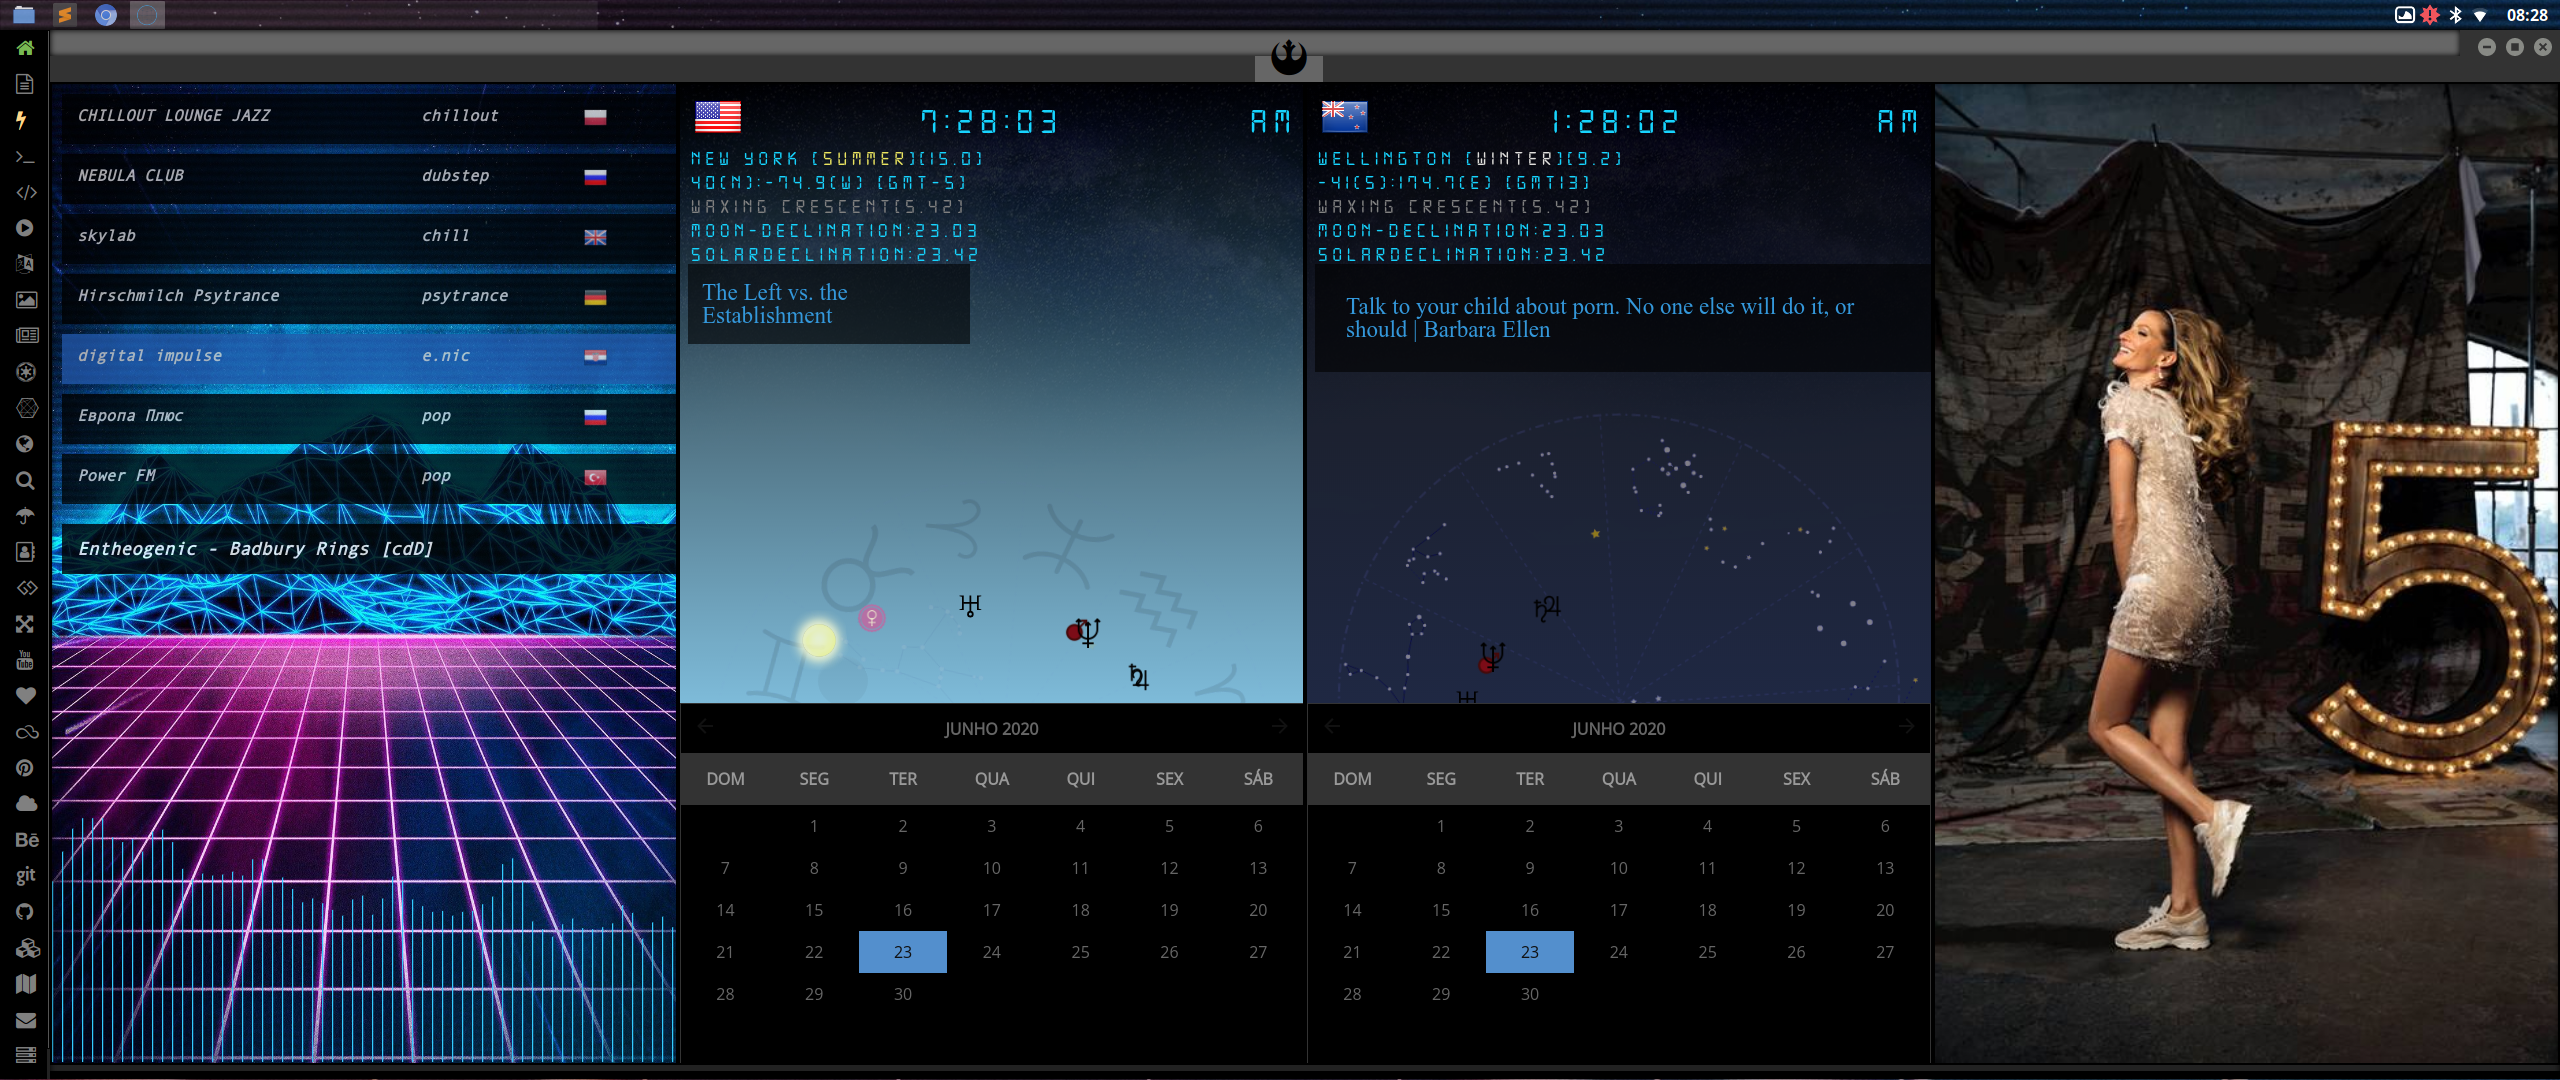 08:28
CHILLOUT LOUNGE JAZZ chillout
NEBULA CLUB dubstep
skylab chill
Hirschmilch Psytrance psytrance
digital impulse e.nic
Европа Плюс pop
Power FM pop
Entheogenic - Badbury Rings [cdD]
7:28:03 AM
NEW YORK [SUMMER][15.0]
40(N):-74.9(W) [GMT-5]
WAXING CRESCENT[5.42]
MOON-DECLINATION:23.03
SOLARDECLINATION:23.42
The Left vs. the
Establishment
JUNHO 2020
DOM SEG TER QUA QUI SEX SÁB
1 2 3 4 5 6
7 8 9 10 11 12 13
14 15 16 17 18 19 20
21 22 23 24 25 26 27
28 29 30
1:28:02 AM
WELLINGTON [WINTER][9.2]
-41(S):174.7(E) [GMT13]
WAXING CRESCENT[5.42]
MOON-DECLINATION:23.03
SOLARDECLINATION:23.42
Talk to your child about porn. No one else will do it, or
should | Barbara Ellen
JUNHO 2020
DOM SEG TER QUA QUI SEX SÁB
1 2 3 4 5 6
7 8 9 10 11 12 13
14 15 16 17 18 19 20
21 22 23 24 25 26 27
28 29 30
5
You
Tube
Bē
git